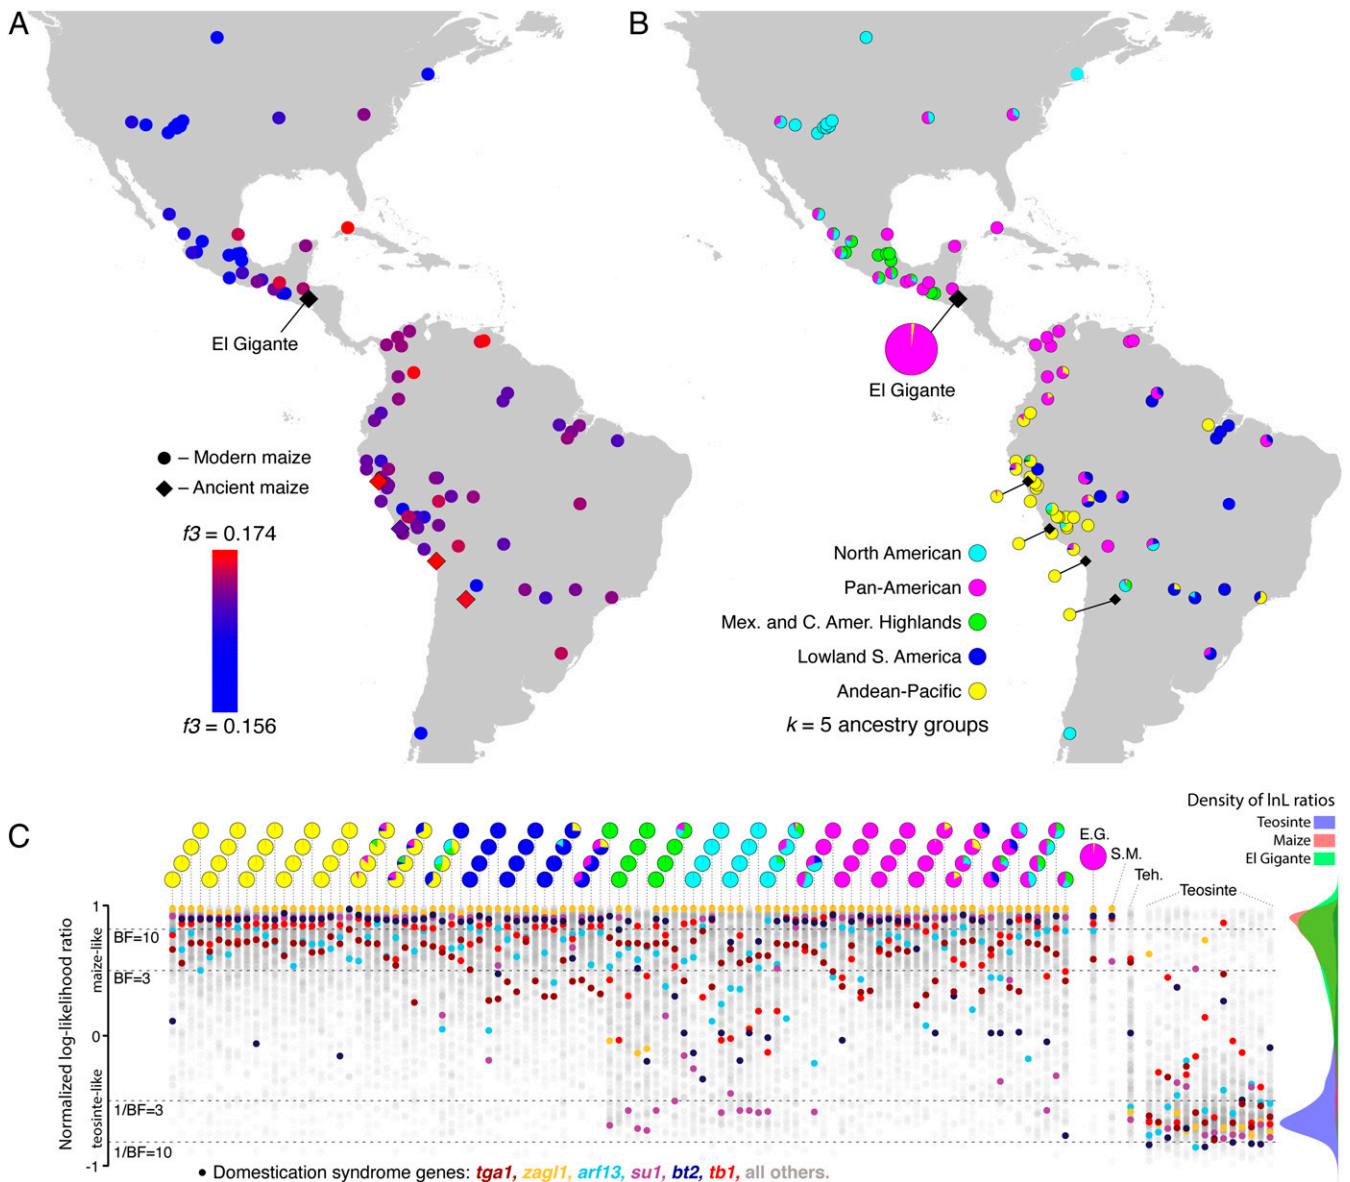 A
B
El Gigante
El Gigante
– Modern maize
– Ancient maize
f3 = 0.174
f3 = 0.156
North American
Pan-American
Mex. and C. Amer. Highlands
Lowland S. America
Andean-Pacific
k = 5 ancestry groups
C
Density of lnL ratios
Teosinte
Maize
El Gigante
E.G.
S.M.
Teh.
Teosinte
Normalized log-likelihood ratio
maize-like
teosinte-like
1
BF=10
BF=3
0
1/BF=3
1/BF=10
-1
Domestication syndrome genes: tga1, zagl1, arf13, su1, bt2, tb1, all others.